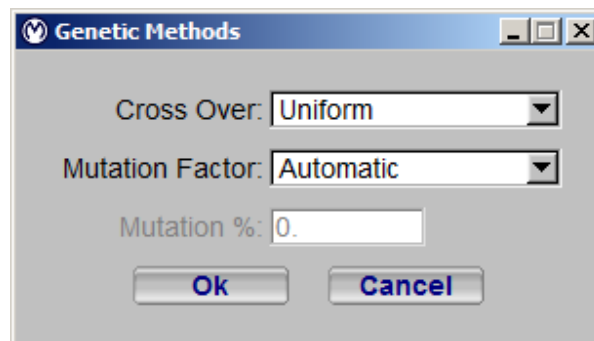 Genetic Methods
Cross Over: Uniform
Mutation Factor: Automatic
Mutation %: 0.
Ok Cancel